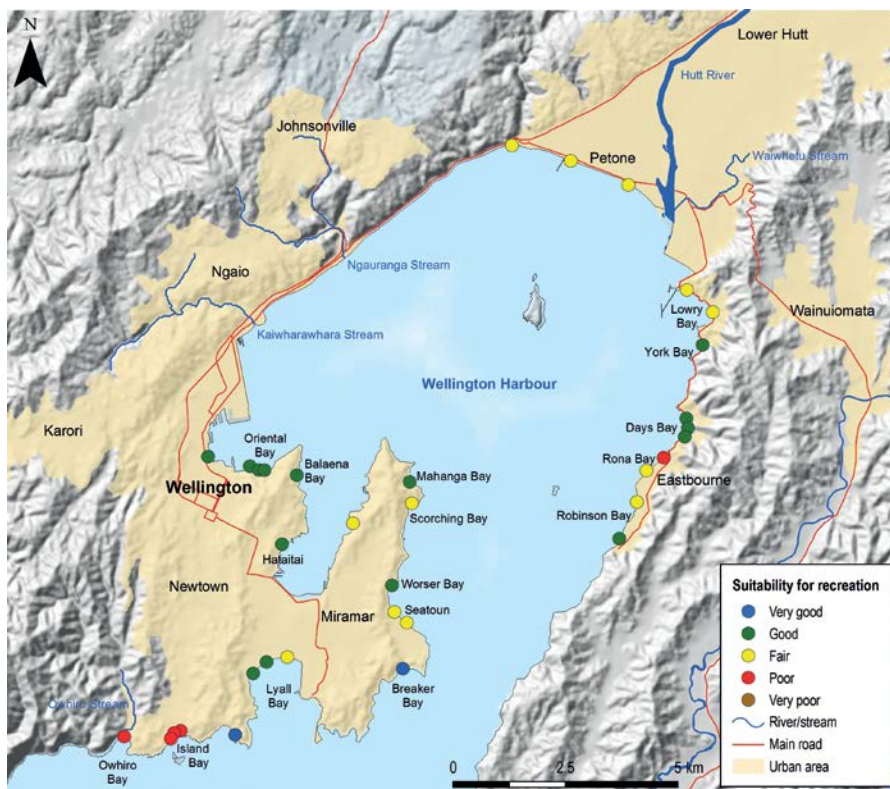 N
Lower Hutt
Hutt River
Johnsonville
Petone
Waiwhetu Stream
Ngaio
Ngauranga Stream
Lowry
Bay
Wainuiomata
Kaiwharawhara Stream
York Bay
Wellington Harbour
Karori
Oriental
Bay
Days Bay
Balaena
Bay
Rona Bay
Wellington
Mahanga Bay
Eastbourne
Scorching Bay
Robinson Bay
Hataitai
Newtown
Worser Bay
Miramar
Seatoun
Lyall
Bay
Breaker
Bay
Owhiro Stream
Island
Bay
Owhiro
Bay
Suitability for recreation
Very good
Good
Fair
Poor
Very poor
River/stream
Main road
Urban area
0 2.5 5 km